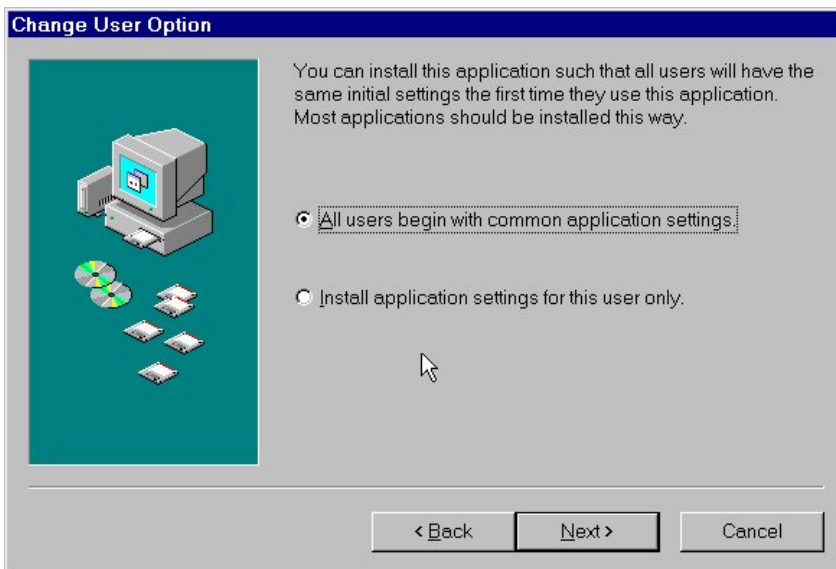 Change User Option
You can install this application such that all users will have the
same initial settings the first time they use this application.
Most applications should be installed this way.
All users begin with common application settings.
Install application settings for this user only.
< Back
Next >
Cancel